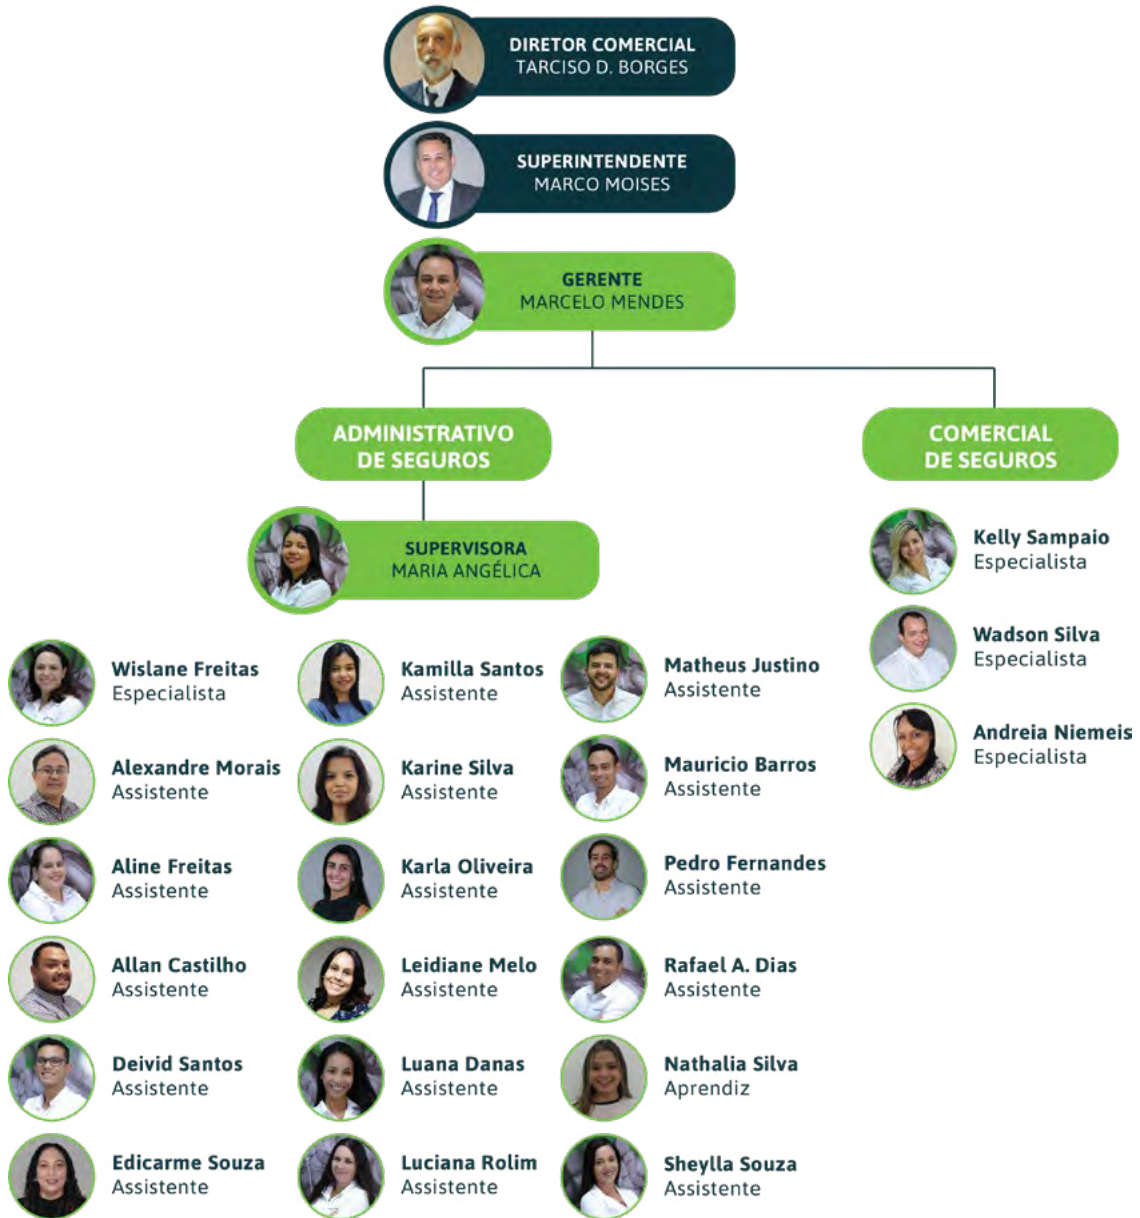 DIRETOR COMERCIAL
TARCISO D. BORGES
SUPERINTENDENTE
MARCO MOISES
GERENTE
MARCELO MENDES
ADMINISTRATIVO
DE SEGUROS
COMERCIAL
DE SEGUROS
SUPERVISORA
MARIA ANGÉLICA
Kelly Sampaio
Especialista
Wadson Silva
Especialista
Andreia Niemeis
Especialista
Wislane Freitas
Especialista
Alexandre Morais
Assistente
Aline Freitas
Assistente
Allan Castilho
Assistente
Deivid Santos
Assistente
Edicarme Souza
Assistente
Kamilla Santos
Assistente
Karine Silva
Assistente
Karla Oliveira
Assistente
Leidiane Melo
Assistente
Luana Danas
Assistente
Luciana Rolim
Assistente
Matheus Justino
Assistente
Mauricio Barros
Assistente
Pedro Fernandes
Assistente
Rafael A. Dias
Assistente
Nathalia Silva
Aprendiz
Sheylla Souza
Assistente